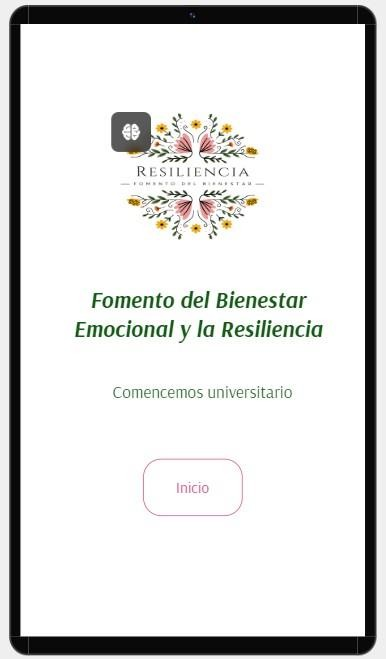 RESILIENCIA
FOMENTO DEL BIENESTAR
Fomento del Bienestar
Emocional y la Resiliencia
Comencemos universitario
Inicio